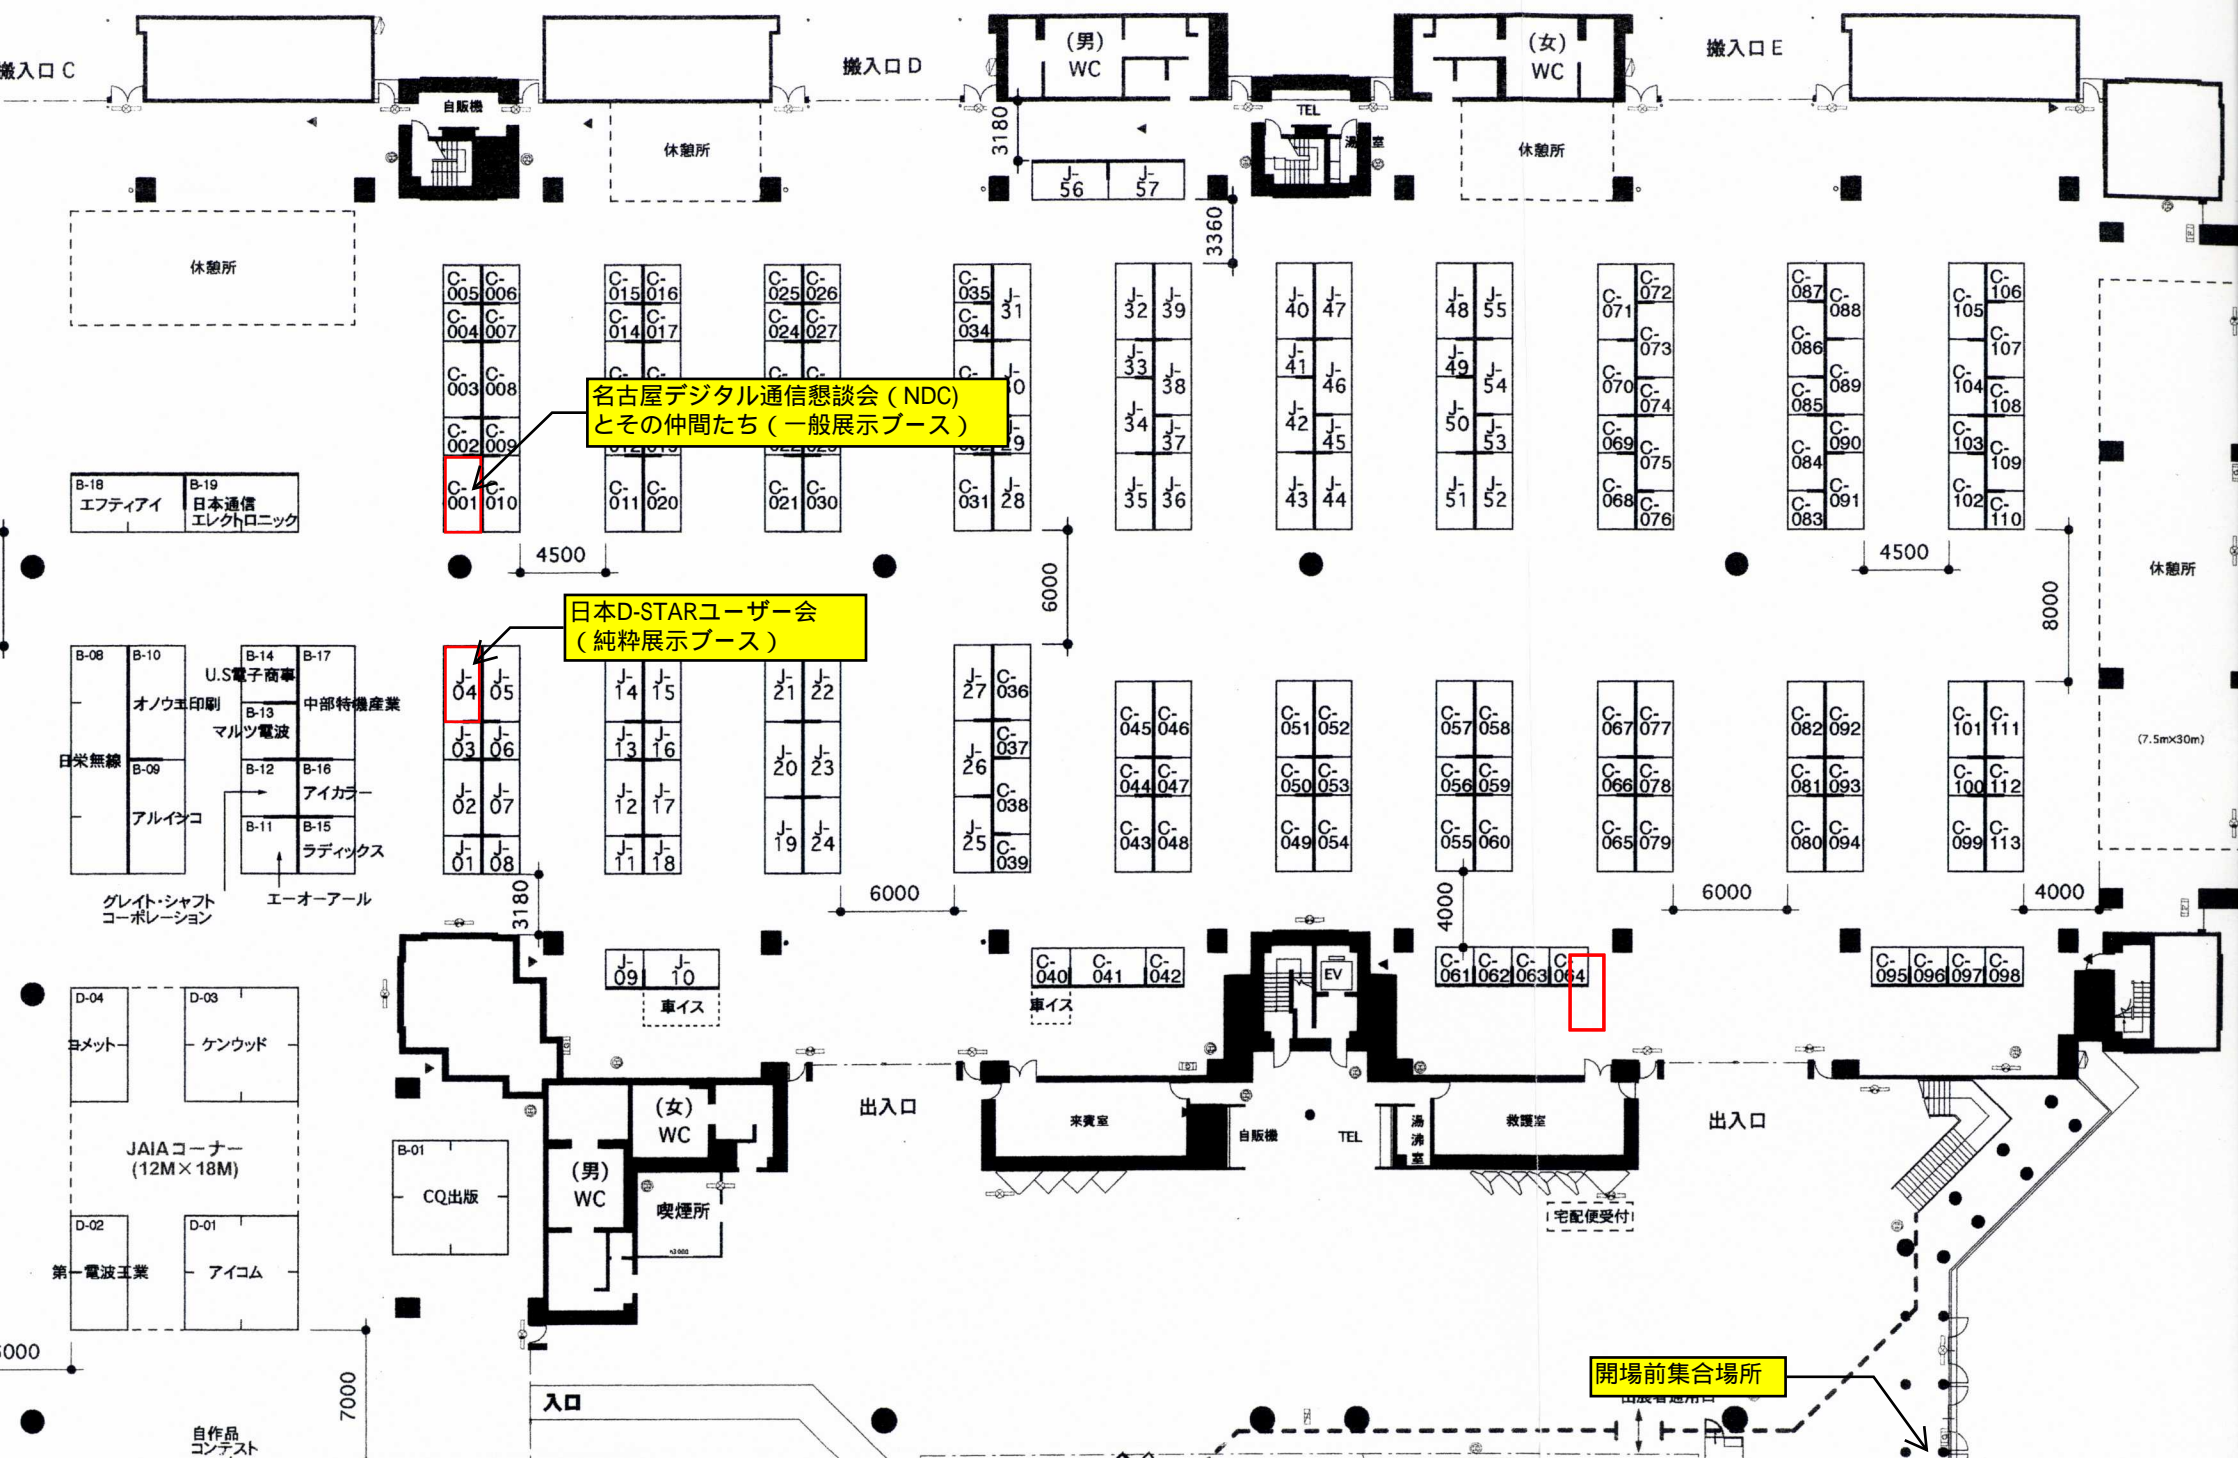 搬入口 C
搬入口 D
(男)
WC
(女)
WC
搬入口 E
自販機
TEL
休憩所
休憩所
3180
J-
56
J-
57
3360
休憩所
C-
005
C-
006
C-
015
C-
016
C-
025
C-
026
C-
035
J-
31
J-
32
J-
39
J-
40
J-
47
J-
48
J-
55
C-
071
C-
072
C-
087
C-
088
C-
105
C-
106
C-
004
C-
007
C-
014
C-
017
C-
024
C-
027
C-
034
J-
33
J-
38
J-
41
J-
46
J-
49
J-
54
C-
073
C-
086
C-
107
C-
003
C-
008
C-
070
C-
074
C-
085
C-
089
C-
104
C-
108
名古屋デジタル通信懇談会（NDC)
とその仲間たち（一般展示ブース）
C-
002
C-
009
J-
34
J-
37
J-
42
J-
45
J-
50
J-
53
C-
069
C-
075
C-
084
C-
090
C-
103
C-
109
C-
001
C-
010
C-
011
C-
020
C-
021
C-
030
C-
031
J-
28
J-
35
J-
36
J-
43
J-
44
J-
51
J-
52
C-
068
C-
076
C-
083
C-
091
C-
102
C-
110
B-18
エフティアイ
B-19
日本通信
エレクトロニック
4500
6000
4500
8000
休憩所
(7.5m×30m)
日本D-STARユーザー会
（純粋展示ブース）
B-08
日栄無線
B-10
オノウエ印刷
B-09
アルインコ
B-14
U.S電子商事
B-13
マルツ電波
B-17
中部特機産業
B-12
B-16
アイカラー
B-11
B-15
ラディックス
グレイト・シャフト
コーポレーション
エーオーアール
J-
04
J-
05
J-
14
J-
15
J-
21
J-
22
J-
27
C-
036
C-
045
C-
046
C-
051
C-
052
C-
057
C-
058
C-
067
C-
077
C-
082
C-
092
C-
101
C-
111
J-
03
J-
06
J-
13
J-
16
J-
20
J-
23
J-
26
C-
037
C-
044
C-
047
C-
050
C-
053
C-
056
C-
059
C-
066
C-
078
C-
081
C-
093
C-
100
C-
112
J-
02
J-
07
J-
12
J-
17
C-
038
J-
01
J-
08
J-
11
J-
18
J-
19
J-
24
J-
25
C-
039
C-
043
C-
048
C-
049
C-
054
C-
055
C-
060
C-
065
C-
079
C-
080
C-
094
C-
099
C-
113
3180
6000
4000
6000
4000
J-
09
J-
10
車イス
C-
040
C-
041
C-
042
車イス
EV
C-
061
C-
062
C-
063
C-
064
C-
095
C-
096
C-
097
C-
098
D-04
コメット
D-03
ケンウッド
JAIAコーナー
(12M×18M)
D-02
第一電波工業
D-01
アイコム
B-01
CQ出版
(女)
WC
(男)
WC
喫煙所
出入口
来賓室
自販機
TEL
湯
沸
室
救護室
出入口
宅配便受付
7000
入口
自作品
コンテスト
開場前集合場所